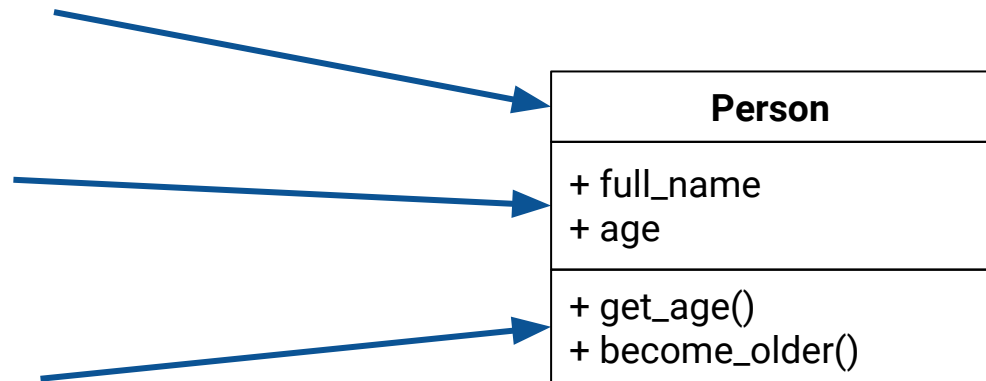 Person
+ full_name
+ age
+ get_age()
+ become_older()